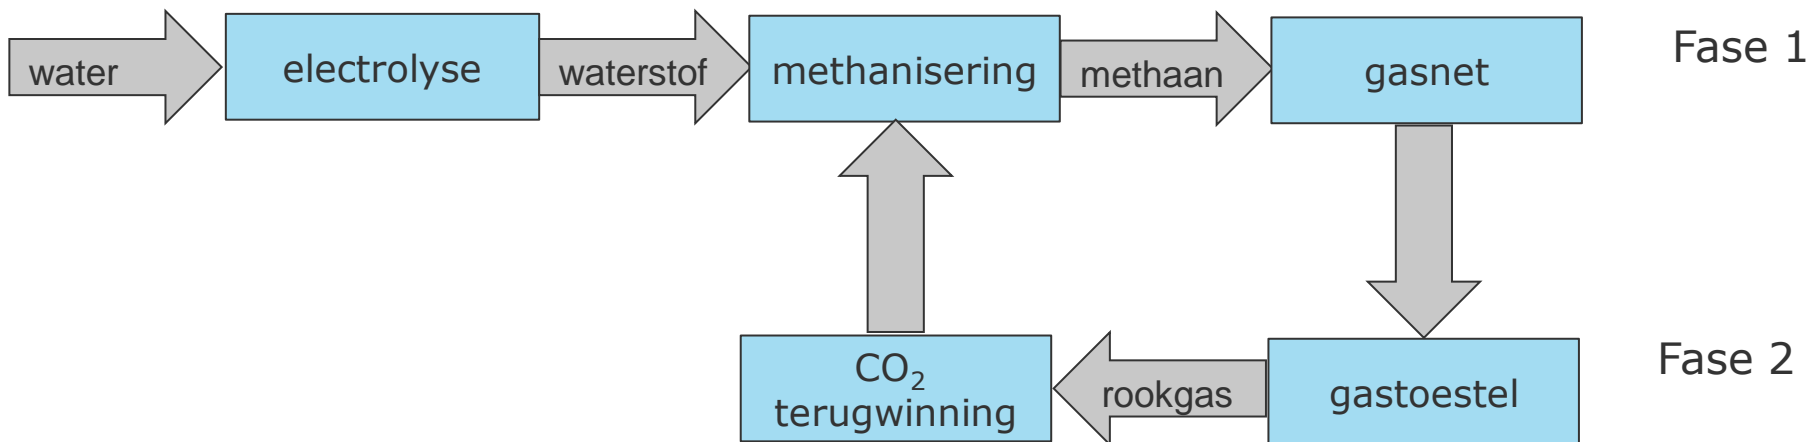 water
electrolyse
waterstof
methanisering
methaan
gasnet
Fase 1
CO₂
terugwinning
rookgas
gastoestel
Fase 2